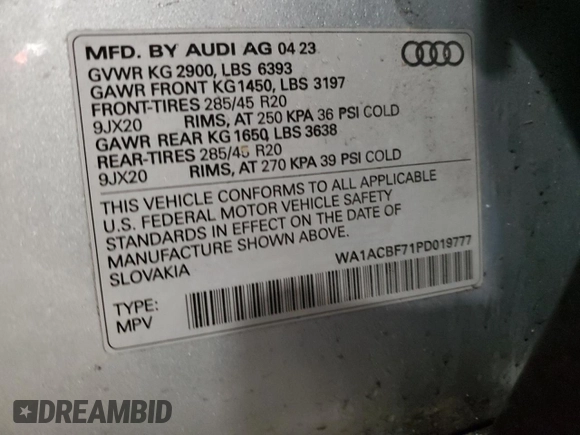 MFD. BY AUDI AG 04 23
GVWR KG 2900, LBS 6393
GAWR FRONT KG1450, LBS 3197
FRONT-TIRES 285/45 R20
9JX20 RIMS, AT 250 KPA 36 PSI COLD
GAWR REAR KG 1650, LBS 3638
REAR-TIRES 285/45 R20
9JX20 RIMS, AT 270 KPA 39 PSI COLD
THIS VEHICLE CONFORMS TO ALL APPLICABLE
U.S. FEDERAL MOTOR VEHICLE SAFETY
STANDARDS IN EFFECT ON THE DATE OF
MANUFACTURE SHOWN ABOVE.
SLOVAKIA
WA1ACBF71PD019777
TYPE:
MPV
DREAMBID